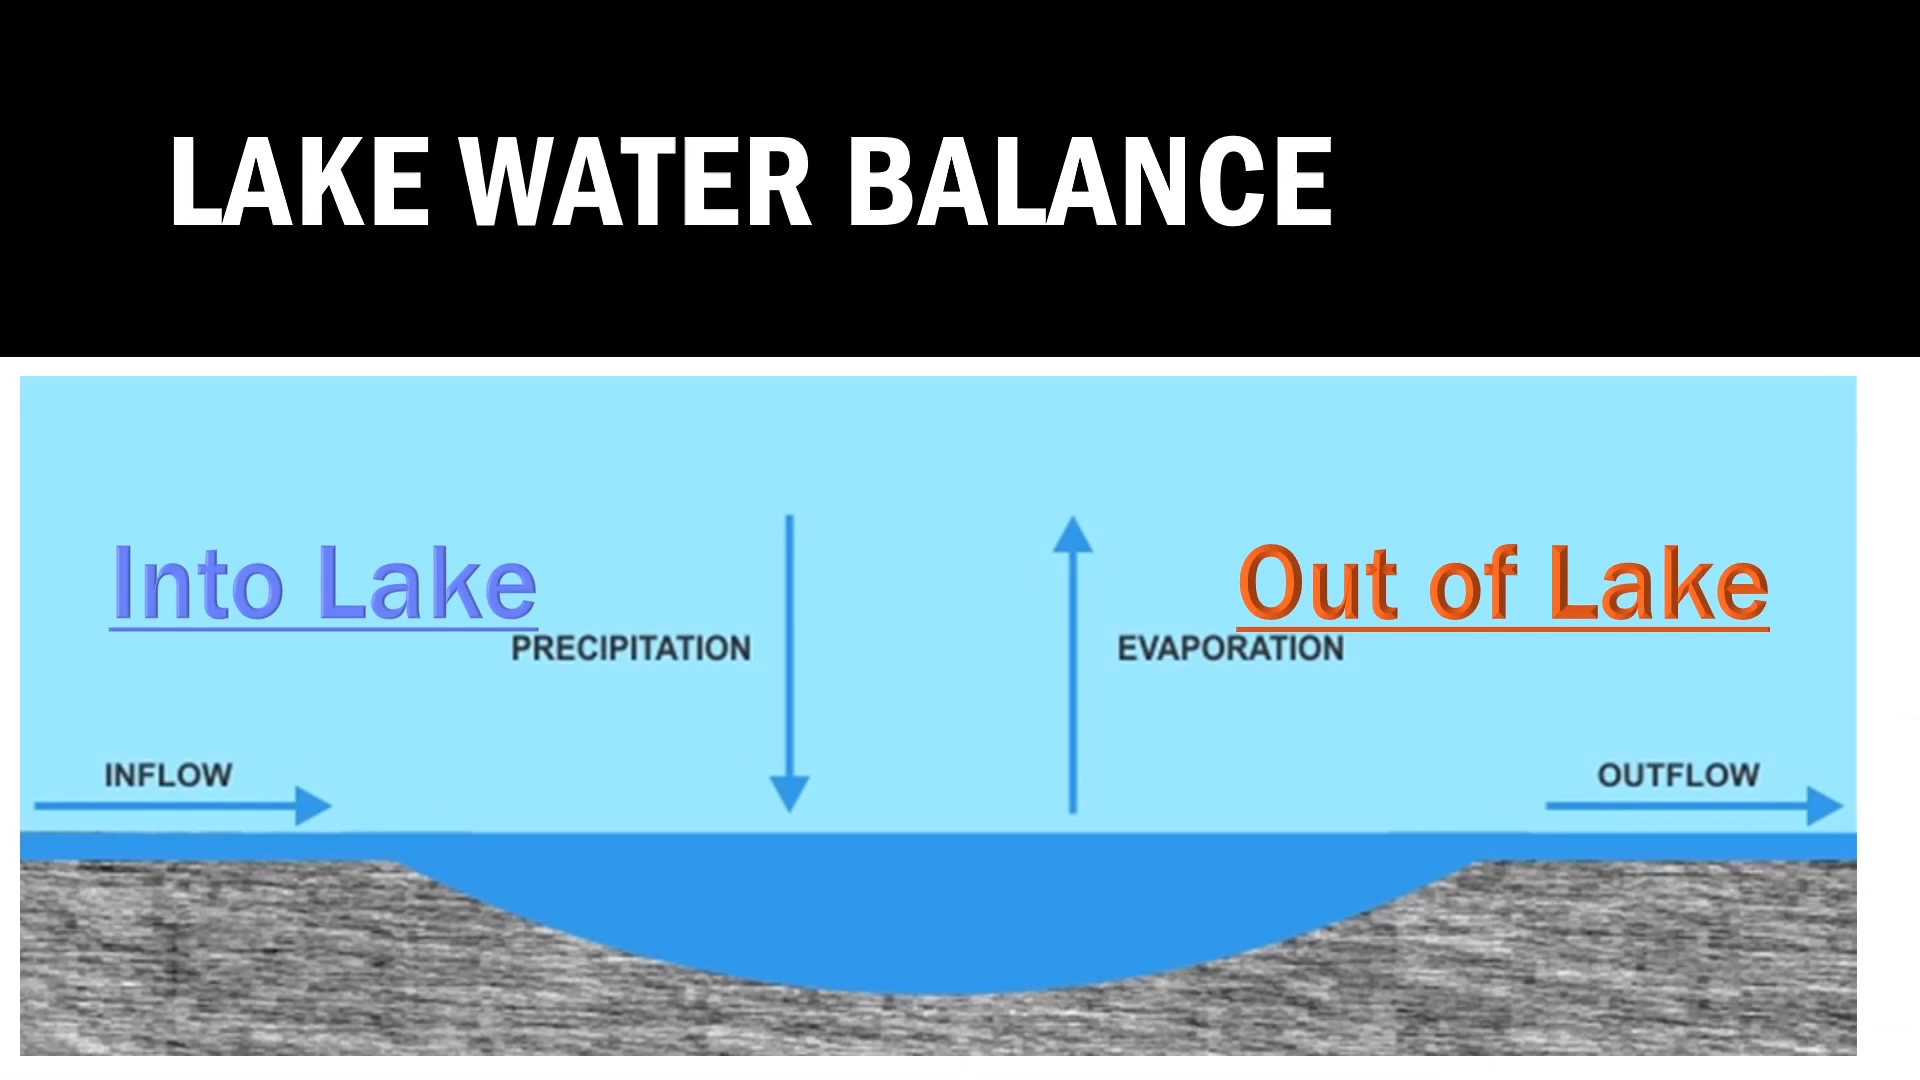 LAKE WATER BALANCE
Into Lake
Out of Lake
PRECIPITATION
EVAPORATION
INFLOW
OUTFLOW